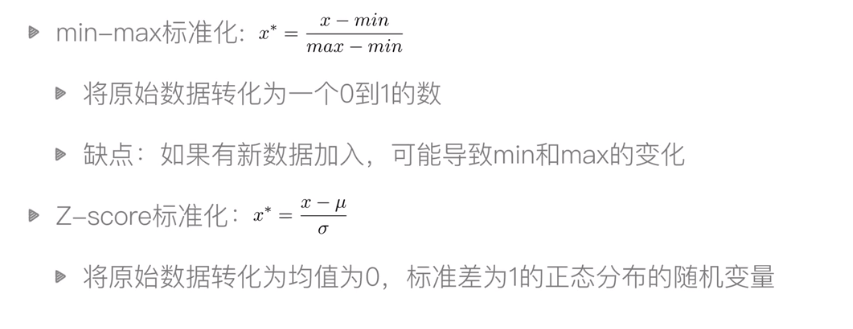 min-max标准化: x* = (x - min) / (max - min)
将原始数据转化为一个0到1的数
缺点：如果有新数据加入，可能导致min和max的变化
Z-score标准化：x* = (x - μ) / σ
将原始数据转化为均值为0，标准差为1的正态分布的随机变量